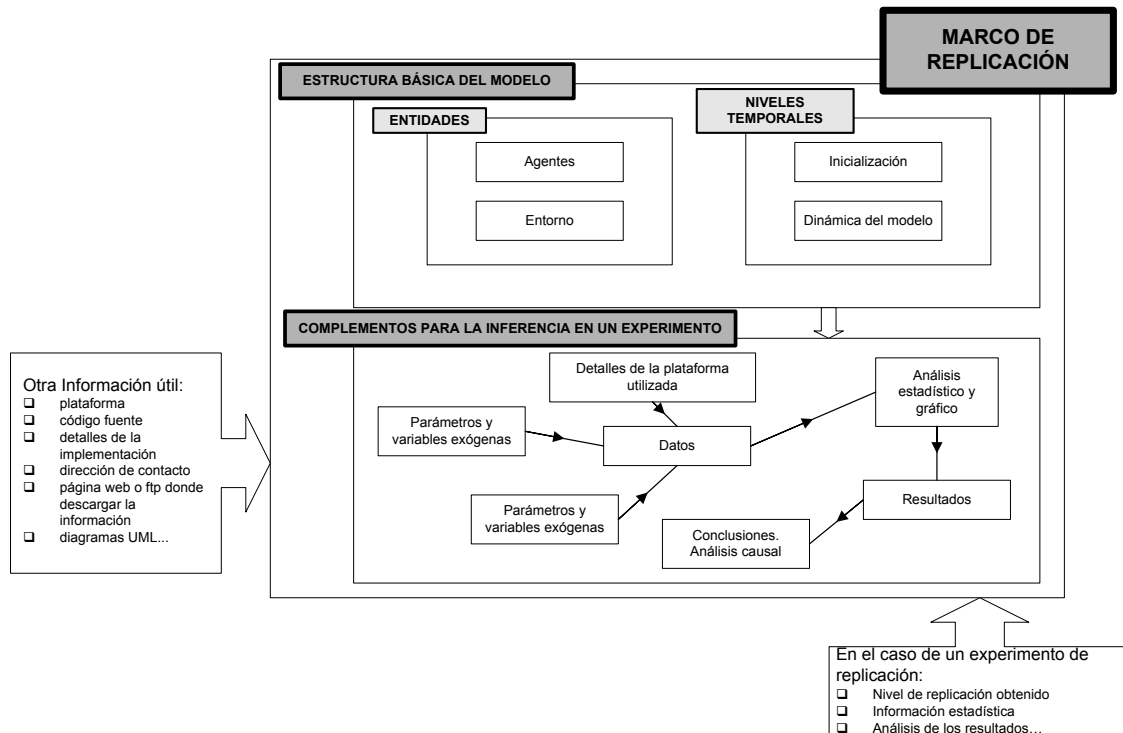 MARCO DE
REPLICACIÓN
ESTRUCTURA BÁSICA DEL MODELO
ENTIDADES
Agentes
Entorno
NIVELES
TEMPORALES
Inicialización
Dinámica del modelo
COMPLEMENTOS PARA LA INFERENCIA EN UN EXPERIMENTO
Detalles de la plataforma
utilizada
Parámetros y
variables exógenas
Datos
Parámetros y
variables exógenas
Análisis
estadístico y
gráfico
Resultados
Conclusiones.
Análisis causal
Otra Información útil:
plataforma
código fuente
detalles de la
implementación
dirección de contacto
página web o ftp donde
descargar la
información
diagramas UML...
En el caso de un experimento de
replicación:
Nivel de replicación obtenido
Información estadística
Análisis de los resultados...